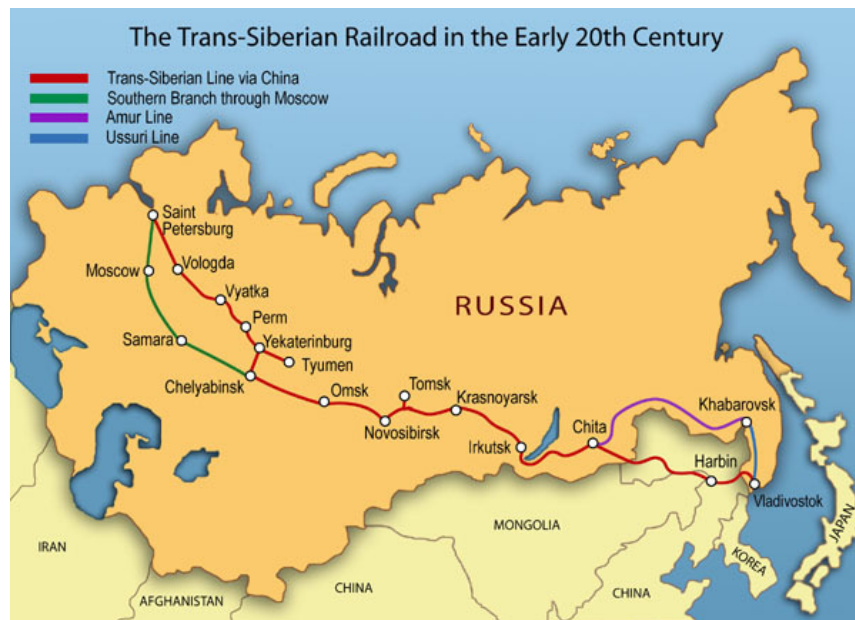 The Trans-Siberian Railroad in the Early 20th Century
Trans-Siberian Line via China
Southern Branch through Moscow
Amur Line
Ussuri Line
Saint
Petersburg
Moscow
Vologda
Vyatka
RUSSIA
Perm
Samara
Yekaterinburg
Tyumen
Chelyabinsk
Omsk
Tomsk
Krasnoyarsk
Novosibirsk
Khabarovsk
Chita
Irkutsk
Harbin
Vladivostok
MONGOLIA
JAPAN
IRAN
KOREA
CHINA
CHINA
AFGHANISTAN